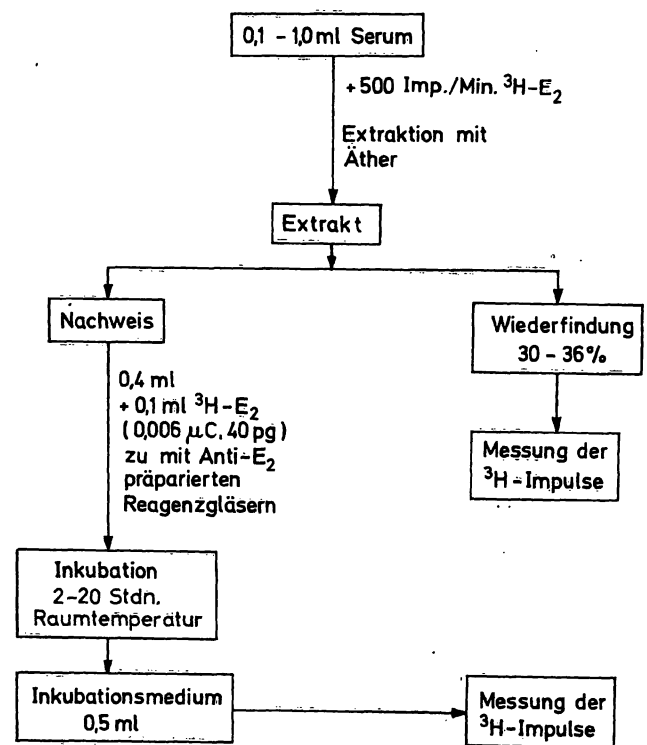 0,1 – 1,0 ml Serum
+ 500 Imp./Min. ³H–E₂
Extraktion mit
Äther
Extrakt
Nachweis
0,4 ml
+ 0,1 ml ³H–E₂
(0,006 µC, 40 pg)
zu mit Anti–E₂
präparierten
Reagenzgläsern
Inkubation
2–20 Stdn.
Raumtemperatur
Inkubationsmedium
0,5 ml
Wiederfindung
30 – 36%
Messung der
³H–Impulse
Messung der
³H–Impulse